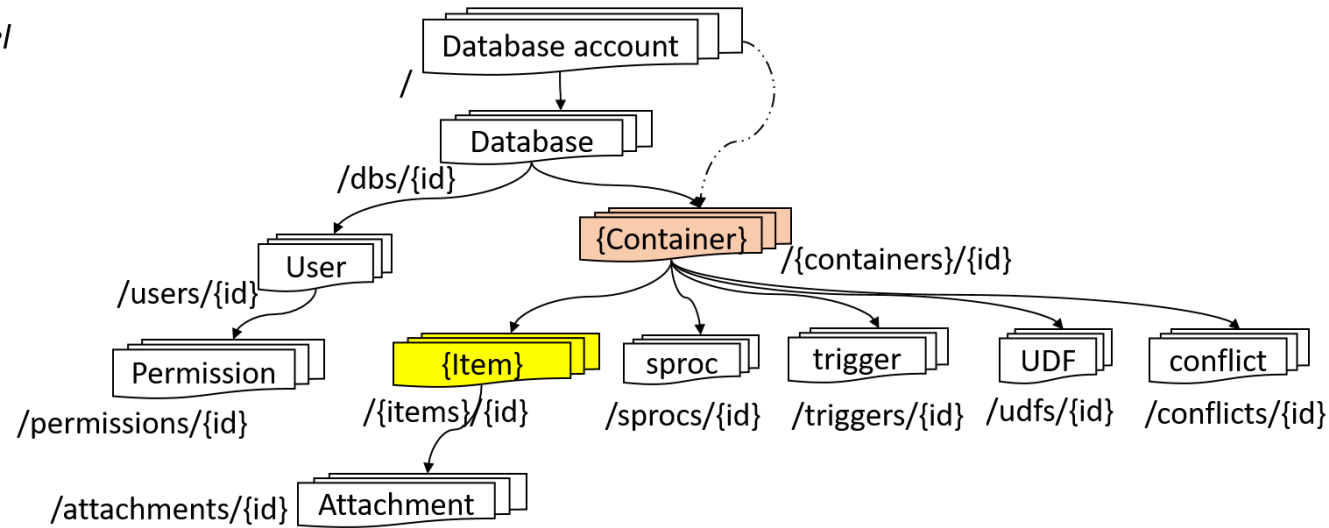 Database account
/
Database
/dbs/{id}
{Container}
/{containers}/{id}
User
/users/{id}
Permission
{Item}
sproc
trigger
UDF
conflict
/permissions/{id}
/{items}/{id}
/sprocs/{id}
/triggers/{id}
/udfs/{id}
/conflicts/{id}
/attachments/{id}
Attachment